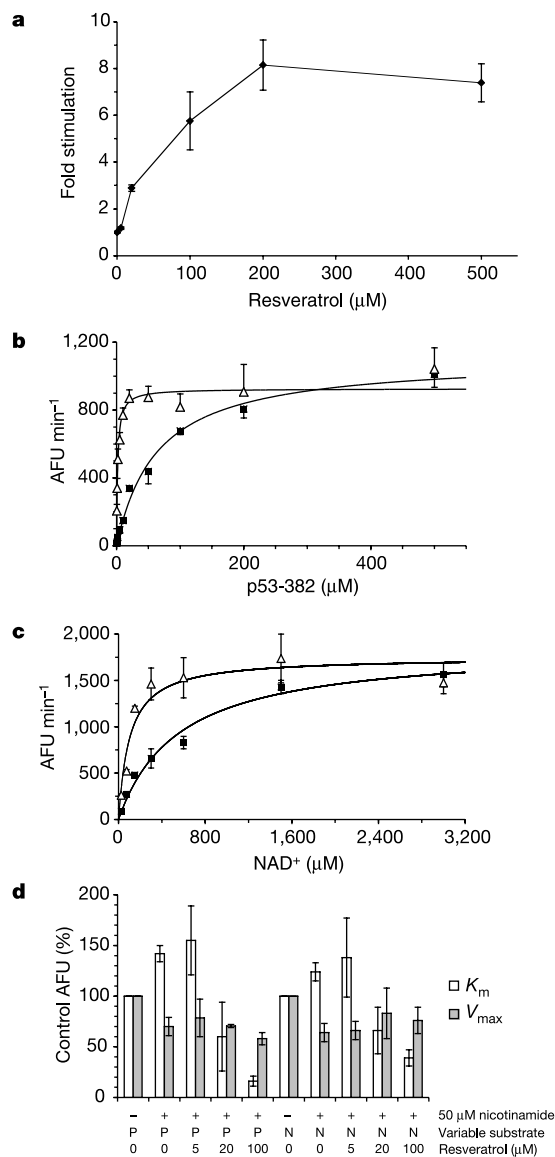 a
10
8
6
4
2
0
Fold stimulation
0 100 200 300 400 500
Resveratrol (μM)
b
1,200
800
400
0
AFU min⁻¹
0 200 400
p53-382 (μM)
c
2,000
1,500
1,000
500
0
AFU min⁻¹
0 800 1,600 2,400 3,200
NAD⁺ (μM)
d
200
150
100
50
0
Control AFU (%)
Km
Vmax
– + + + + – + + + + 50 μM nicotinamide
P P P P P N N N N N Variable substrate
0 0 5 20 100 0 0 5 20 100 Resveratrol (μM)